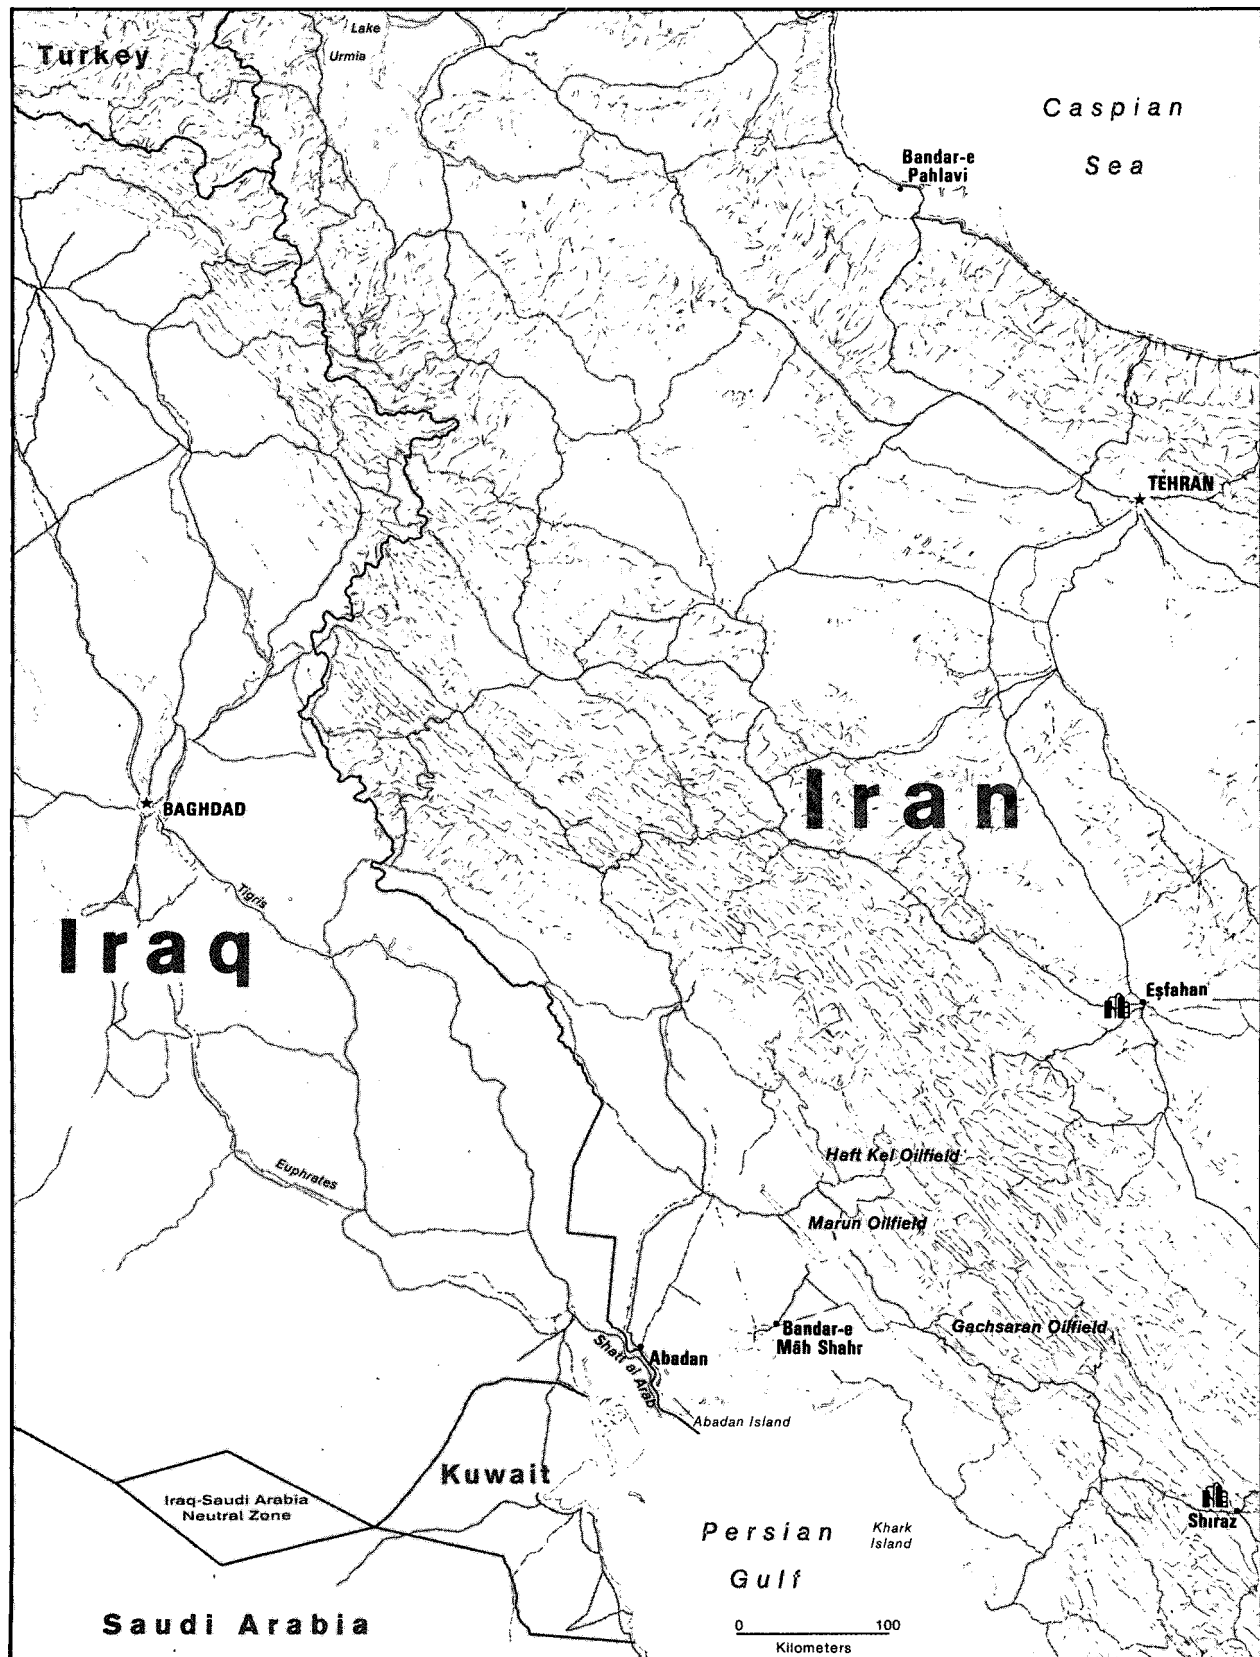 Lake
Urmia
Turkey
Caspian
Sea
Bandar-e
Pahlavi
TEHRAN
Iran
BAGHDAD
Tigris
Iraq
Eşfahan
Euphrates
Haft Kel Oilfield
Marun Oilfield
Gachsaran Oilfield
Bandar-e
Māh Shahr
Abadan
Shatt al Arab
Abadan Island
Kuwait
Iraq-Saudi Arabia
Neutral Zone
Shiraz
Persian
Gulf
Khark
Island
Saudi Arabia
0 100
Kilometers